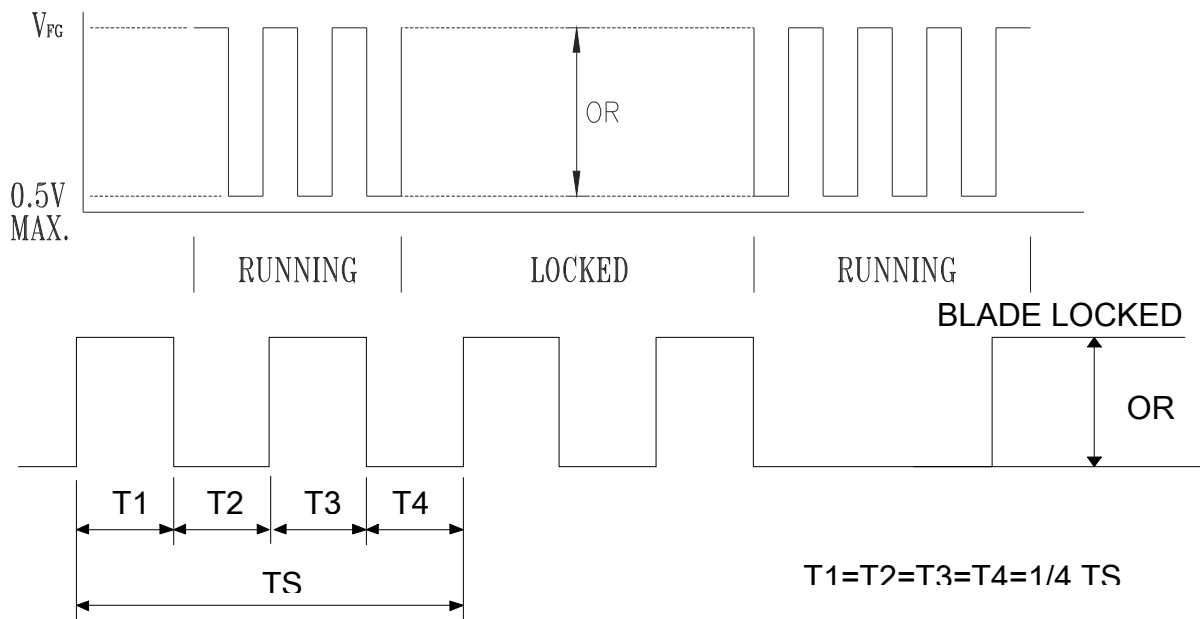 VFG
OR
0.5V
MAX.
RUNNING LOCKED RUNNING
BLADE LOCKED
OR
T1 T2 T3 T4
TS
T1=T2=T3=T4=1/4 TS